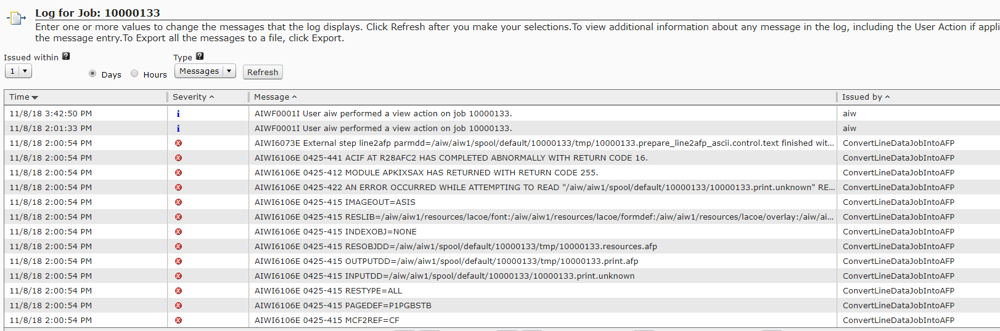 Log for Job: 10000133
Enter one or more values to change the messages that the log displays. Click Refresh after you make your selections.To view additional information about any message in the log, including the User Action if appli
the message entry.To Export all the messages to a file, click Export.
Issued within ? Type ?
1 Days Hours Messages Refresh
Time Severity Message Issued by
11/8/18 3:42:50 PM i AIWF0001I User aiw performed a view action on job 10000133. aiw
11/8/18 2:01:33 PM i AIWF0001I User aiw performed a view action on job 10000133. aiw
11/8/18 2:00:54 PM x AIWI6073E External step line2afp parmdd=/aiw/aiw1/spool/default/10000133/tmp/10000133.prepare_line2afp_ascii.control.text finished wit... ConvertLineDataJobIntoAFP
11/8/18 2:00:54 PM x AIWI6106E 0425-441 ACIF AT R28AFC2 HAS COMPLETED ABNORMALLY WITH RETURN CODE 16. ConvertLineDataJobIntoAFP
11/8/18 2:00:54 PM x AIWI6106E 0425-412 MODULE APKIXSAX HAS RETURNED WITH RETURN CODE 255. ConvertLineDataJobIntoAFP
11/8/18 2:00:54 PM x AIWI6106E 0425-422 AN ERROR OCCURRED WHILE ATTEMPTING TO READ "/aiw/aiw1/spool/default/10000133/10000133.print.unknown" RE... ConvertLineDataJobIntoAFP
11/8/18 2:00:54 PM x AIWI6106E 0425-415 IMAGEOUT=ASIS ConvertLineDataJobIntoAFP
11/8/18 2:00:54 PM x AIWI6106E 0425-415 RESLIB=/aiw/aiw1/resources/lacoe/font:/aiw/aiw1/resources/lacoe/formdef:/aiw/aiw1/resources/lacoe/overlay:/aiw/ai... ConvertLineDataJobIntoAFP
11/8/18 2:00:54 PM x AIWI6106E 0425-415 INDEXOBJ=NONE ConvertLineDataJobIntoAFP
11/8/18 2:00:54 PM x AIWI6106E 0425-415 RESOBJDD=/aiw/aiw1/spool/default/10000133/tmp/10000133.resources.afp ConvertLineDataJobIntoAFP
11/8/18 2:00:54 PM x AIWI6106E 0425-415 OUTPUTDD=/aiw/aiw1/spool/default/10000133/tmp/10000133.print.afp ConvertLineDataJobIntoAFP
11/8/18 2:00:54 PM x AIWI6106E 0425-415 INPUTDD=/aiw/aiw1/spool/default/10000133/10000133.print.unknown ConvertLineDataJobIntoAFP
11/8/18 2:00:54 PM x AIWI6106E 0425-415 RESTYPE=ALL ConvertLineDataJobIntoAFP
11/8/18 2:00:54 PM x AIWI6106E 0425-415 PAGEDEF=P1PGBSTB ConvertLineDataJobIntoAFP
11/8/18 2:00:54 PM x AIWI6106E 0425-415 MCF2REF=CF ConvertLineDataJobIntoAFP